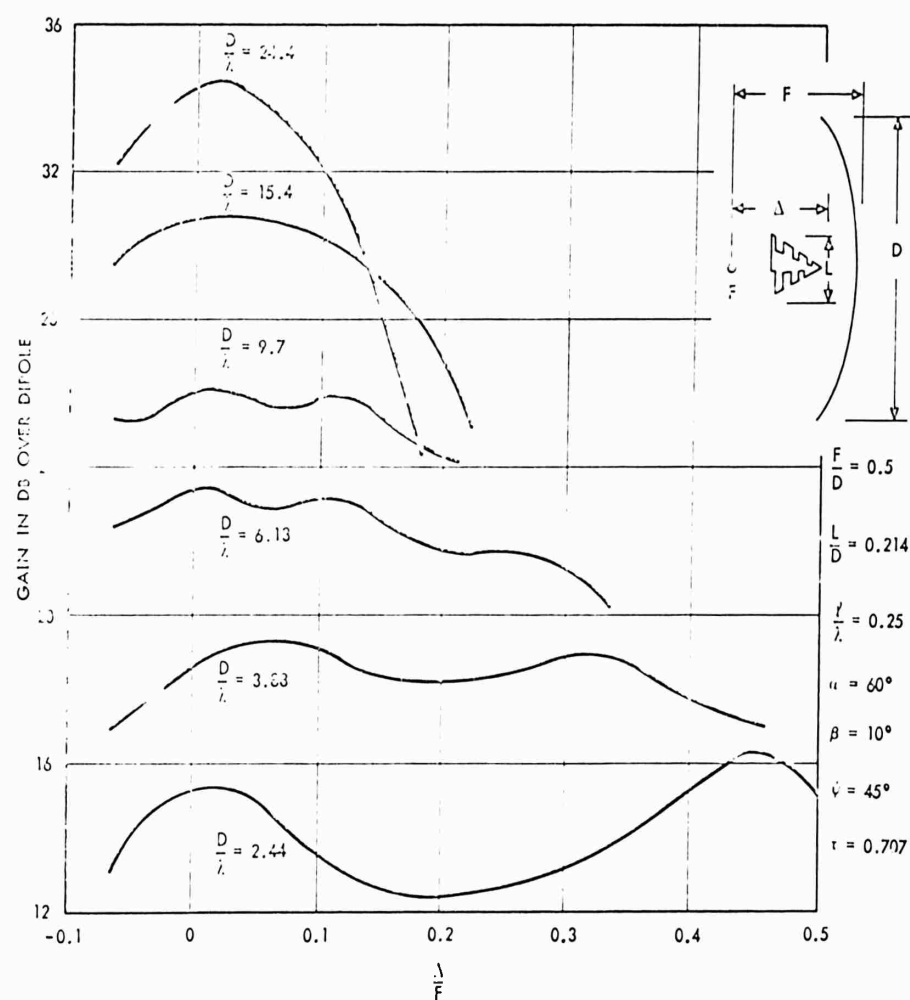 36
32
16
12
GAIN IN DB OVER DIPOLE
D/λ = 24.4
D/λ = 15.4
D/λ = 9.7
D/λ = 6.13
D/λ = 3.83
D/λ = 2.44
F
Δ
L
D
F
F/D = 0.5
L/D = 0.214
= 0.25
α = 60°
β = 10°
ψ = 45°
τ = 0.707
-0.1 0 0.1 0.2 0.3 0.4 0.5
Δ/F